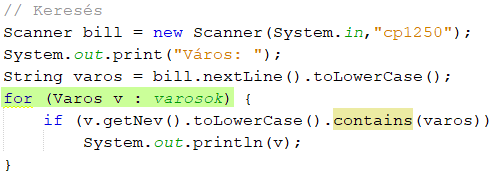 // Keresés
Scanner bill = new Scanner(System.in,"cp1250");
System.out.print("Város: ");
String varos = bill.nextLine().toLowerCase();
for (Varos v : varosok) {
    if (v.getNev().toLowerCase().contains(varos))
        System.out.println(v);
}